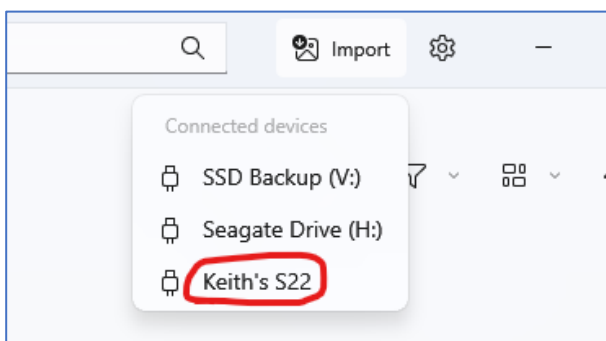 Import
Connected devices
SSD Backup (V:)
Seagate Drive (H:)
Keith's S22